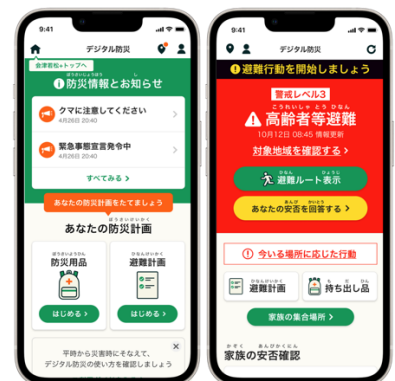 9:41
デジタル防災
会津若松+トップへ
ぼうさいじょうほう し
防災情報とお知らせ
クマに注意してください
4月26日 20:40
緊急事態宣言発令中
4月26日 20:40
すべてみる >
あなたの防災計画をたてましょう
ぼうさいけいかく
あなたの防災計画
ぼうさいようひん
防災用品
はじめる >
ひなんけいかく
避難計画
はじめる >
平時から災害時にそなえて、
デジタル防災の使い方を確認しましょう
9:41
デジタル防災
避難行動を開始しましょう
警戒レベル3
こうれいしゃ とう ひなん
高齢者等避難
10月12日 08:45 情報更新
対象地域を確認する >
ひなん ひょうじ
避難ルート表示
あんぴ かいとう
あなたの安否を回答する >
今いる場所に応じた行動
ひなんけいかく
避難計画
も だ ひん
持ち出し品
家族の集合場所 >
かぞく あんぴかくにん
家族の安否確認